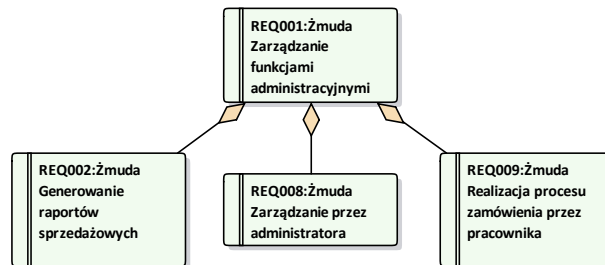 REQ001:Żmuda
Zarządzanie
funkcjami
administracyjnymi
REQ002:Żmuda
Generowanie
raportów
sprzedażowych
REQ008:Żmuda
Zarządzanie przez
administratora
REQ009:Żmuda
Realizacja procesu
zamówienia przez
pracownika